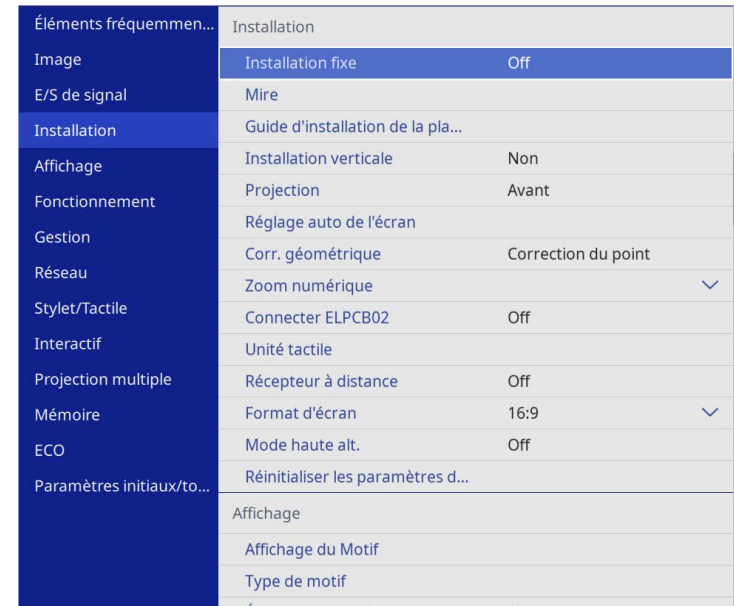 Éléments fréquemmen...
Image
E/S de signal
Installation
Affichage
Fonctionnement
Gestion
Réseau
Stylet/Tactile
Interactif
Projection multiple
Mémoire
ECO
Paramètres initiaux/to...
Installation
Installation fixe Off
Mire
Guide d'installation de la pla...
Installation verticale Non
Projection Avant
Réglage auto de l'écran
Corr. géométrique Correction du point
Zoom numérique
Connecter ELPCB02 Off
Unité tactile
Récepteur à distance Off
Format d'écran 16:9
Mode haute alt. Off
Réinitialiser les paramètres d...
Affichage
Affichage du Motif
Type de motif